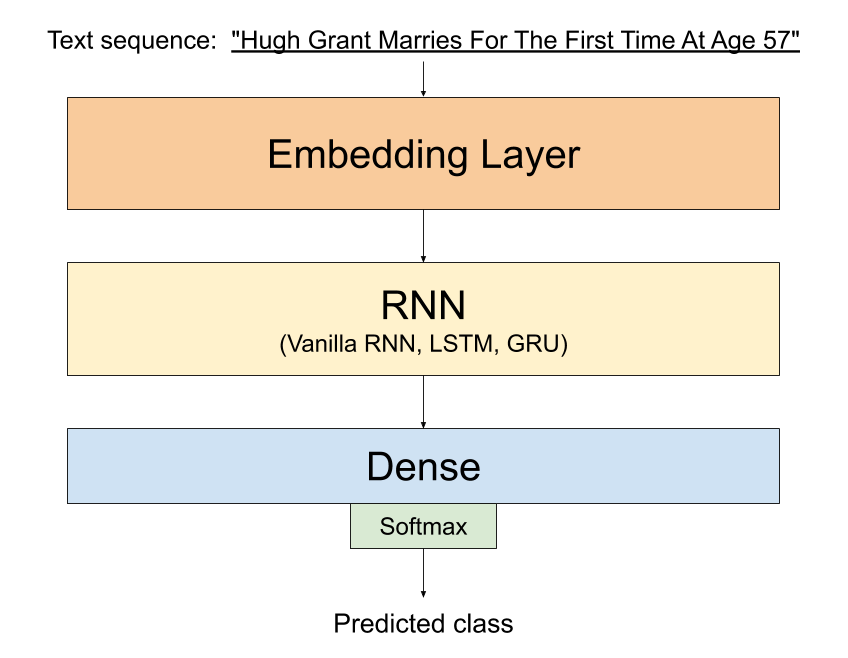 Text sequence: "Hugh Grant Marries For The First Time At Age 57"
Embedding Layer
RNN
(Vanilla RNN, LSTM, GRU)
Dense
Softmax
Predicted class